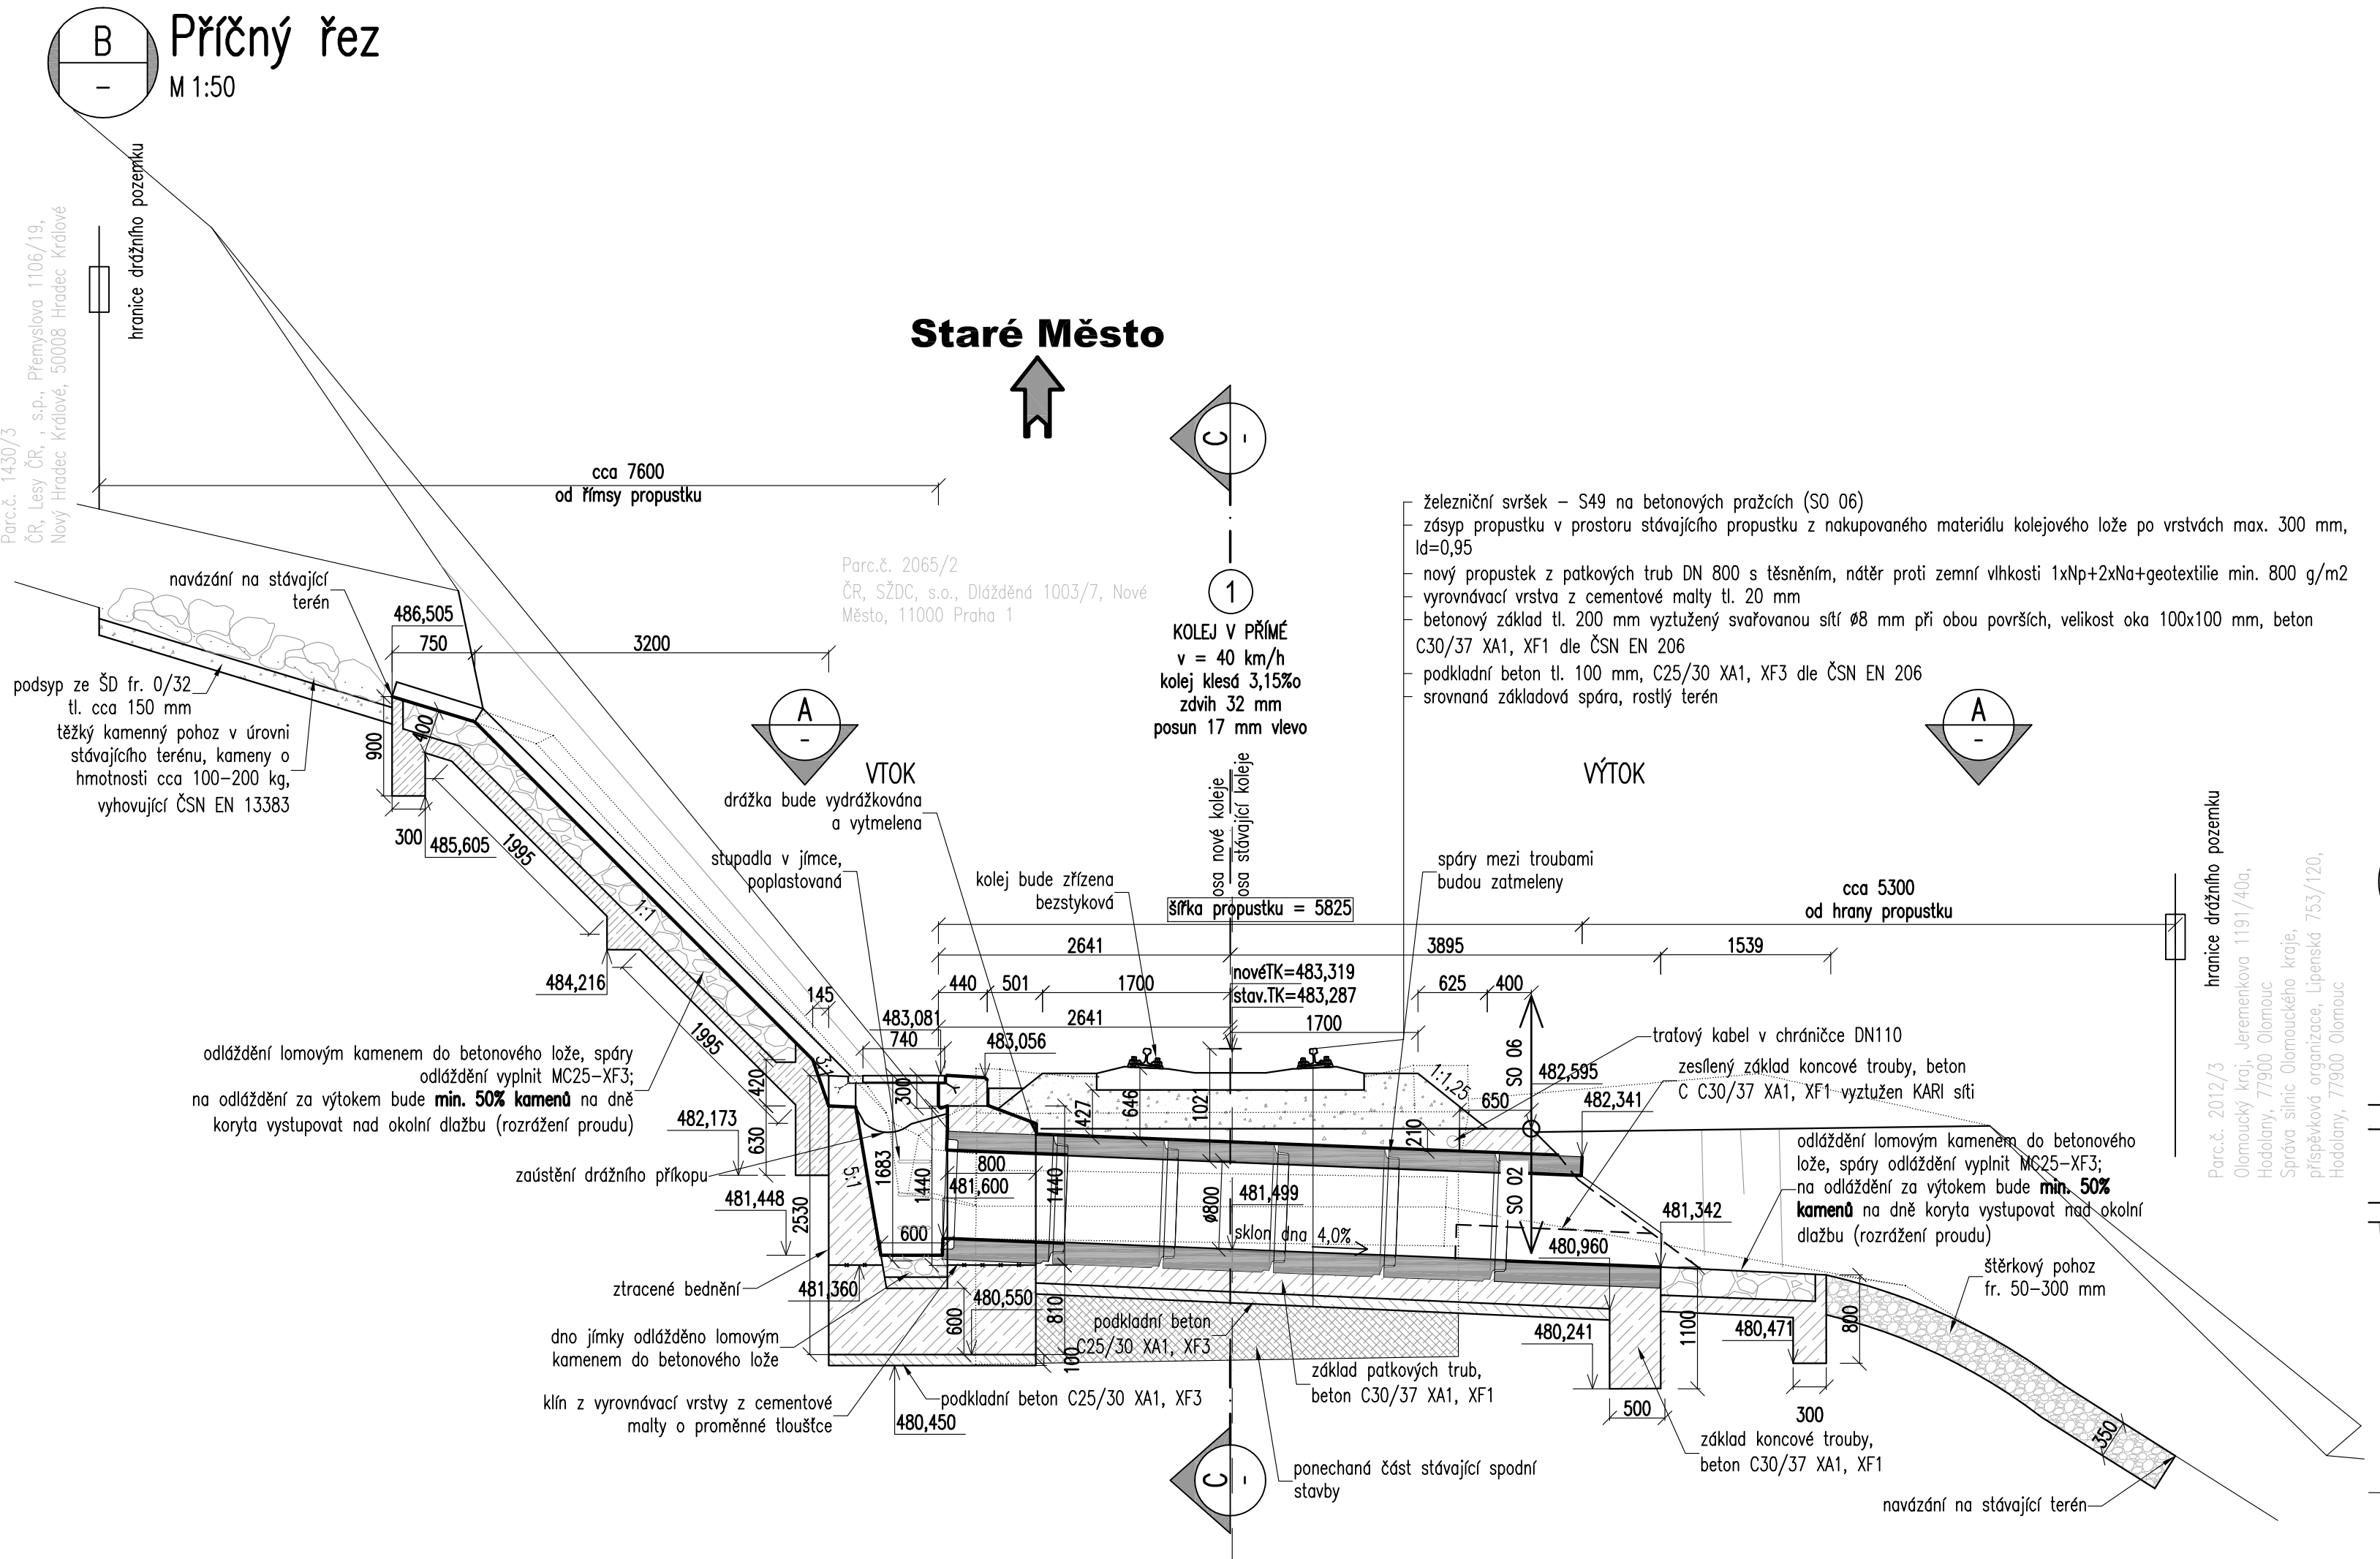 B
-
Příčný řez
M 1:50
hranice drážního pozemku
Parc.č. 1430/3
ČR, Lesy ČR, , s.p., Přemyslova 1106/19,
Nový Hradec Králové, 50008 Hradec Králové
Staré Město
C
-
cca 7600
od římsy propustku
Parc.č. 2065/2
ČR, SŽDC, s.o., Dlážděná 1003/7, Nové
Město, 11000 Praha 1
1
KOLEJ V PŘÍMÉ
v = 40 km/h
kolej klesá 3,15%o
zdvih 32 mm
posun 17 mm vlevo
osa nové koleje
osa stávající koleje
železniční svršek – S49 na betonových pražcích (SO 06)
zásyp propustku v prostoru stávajícího propustku z nakupovaného materiálu kolejového lože po vrstvách max. 300 mm,
Id=0,95
nový propustek z patkových trub DN 800 s těsněním, nátěr proti zemní vlhkosti 1xNp+2xNa+geotextilie min. 800 g/m2
vyrovnávací vrstva z cementové malty tl. 20 mm
betonový základ tl. 200 mm vyztužený svařovanou sítí ø8 mm při obou površích, velikost oka 100x100 mm, beton
C30/37 XA1, XF1 dle ČSN EN 206
podkladní beton tl. 100 mm, C25/30 XA1, XF3 dle ČSN EN 206
srovnaná základová spára, rostlý terén
navázání na stávající
terén
486,505
750
3200
podsyp ze ŠD fr. 0/32
tl. cca 150 mm
těžký kamenný pohoz v úrovni
stávajícího terénu, kameny o
hmotnosti cca 100–200 kg,
vyhovující ČSN EN 13383
900
400
300
485,605
1995
1:1
484,216
1995
A
-
VTOK
A
-
VÝTOK
drážka bude vydrážkována
a vytmelena
stupadla v jímce,
poplastovaná
kolej bude zřízena
bezstyková
šířka propustku = 5825
spáry mezi troubami
budou zatmeleny
cca 5300
od hrany propustku
hranice drážního pozemku
Parc.č. 2012/3
Olomoucký kraj, Jeremenkova 1191/40a,
Hodolany, 77900 Olomouc
Správa silnic Olomouckého kraje,
příspěvková organizace, Lipenská 753/120,
Hodolany, 77900 Olomouc
2641
3895
1539
440
501
1700
novéTK=483,319
stav.TK=483,287
625
400
145
483,081
2641
1700
740
483,056
3:1
300
420
630
482,173
427
646
1021
1:1,25
210
650
SO 06
SO 02
482,595
482,341
traťový kabel v chráničce DN110
zesílený základ koncové trouby, beton
C C30/37 XA1, XF1 vyztužen KARI síti
odláždění lomovým kamenem do betonového lože, spáry
odláždění vyplnit MC25-XF3;
na odláždění za výtokem bude min. 50% kamenů na dně
koryta vystupovat nad okolní dlažbu (rozrážení proudu)
odláždění lomovým kamenem do betonového
lože, spáry odláždění vyplnit MC25-XF3;
na odláždění za výtokem bude min. 50%
kamenů na dně koryta vystupovat nad okolní
dlažbu (rozrážení proudu)
zaústění drážního příkopu
481,448
2530
5:1
1683
1440
800
481,600
1440
ø800
481,499
sklon dna 4,0%
600
481,342
480,960
ztracené bednění
481,360
600
480,550
810
100
podkladní beton
C25/30 XA1, XF3
480,241
1100
480,471
800
štěrkový pohoz
fr. 50–300 mm
dno jímky odlážděno lomovým
kamenem do betonového lože
klín z vyrovnávací vrstvy z cementové
malty o proměnné tloušťce
podkladní beton C25/30 XA1, XF3
480,450
základ patkových trub,
beton C30/37 XA1, XF1
500
300
základ koncové trouby,
beton C30/37 XA1, XF1
350
ponechaná část stávající spodní
stavby
navázání na stávající terén
C
-